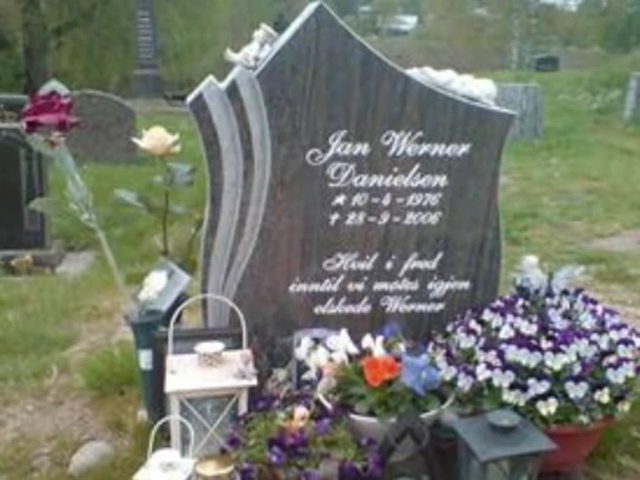 Jan Werner
Danielsen
* 10-4-1976
† 28-9-2006
Hvil i fred
inntil vi møtes igjen
elskede Werner